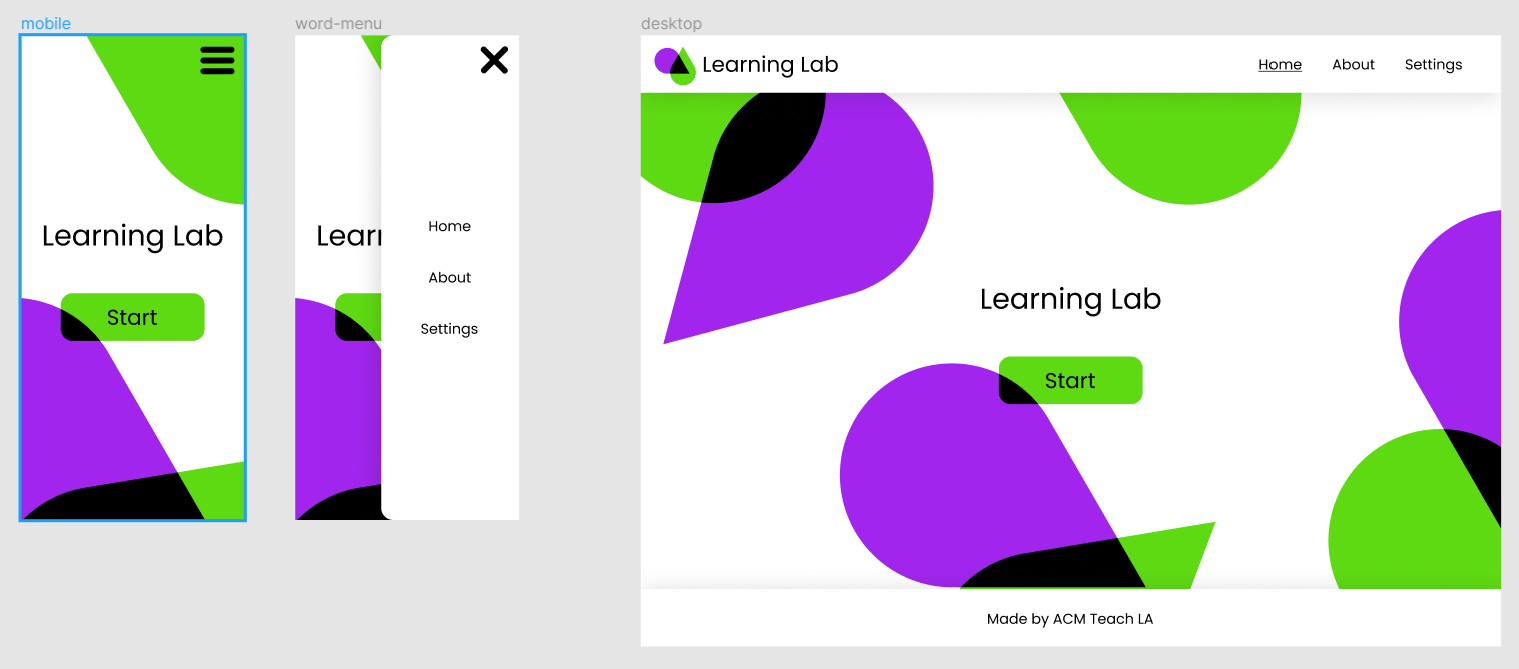 mobile
Learning Lab
Start
word-menu
Lear
Home
About
Settings
desktop
Learning Lab
Home
About
Settings
Learning Lab
Start
Made by ACM Teach LA